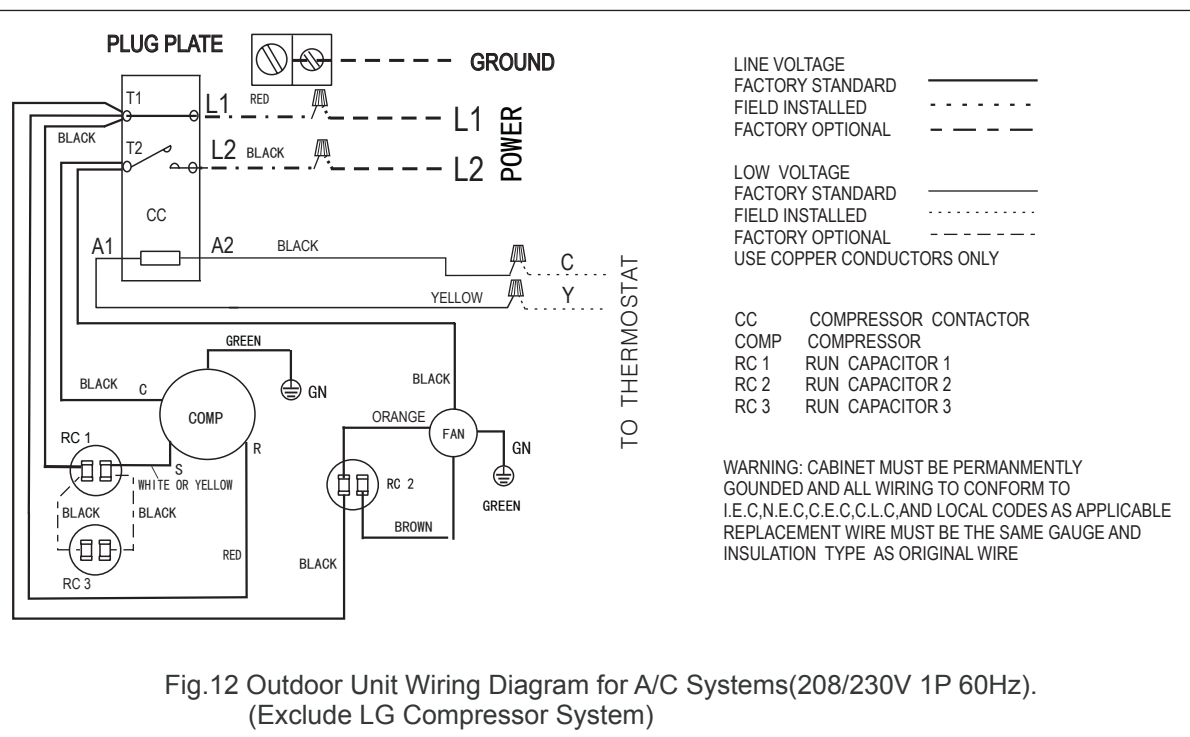 PLUG PLATE
GROUND
T1
L1
RED
L1
BLACK
T2
L2
BLACK
L2
POWER
CC
A1
A2
BLACK
C
YELLOW
Y
TO THERMOSTAT
GREEN
GN
BLACK
C
COMP
BLACK
ORANGE
FAN
GN
RC 1
R
S
WHITE OR YELLOW
RC 2
GREEN
BLACK
BLACK
BROWN
RED
BLACK
RC 3
LINE VOLTAGE
FACTORY STANDARD
FIELD INSTALLED
FACTORY OPTIONAL
LOW VOLTAGE
FACTORY STANDARD
FIELD INSTALLED
FACTORY OPTIONAL
USE COPPER CONDUCTORS ONLY
CC COMPRESSOR CONTACTOR
COMP COMPRESSOR
RC 1 RUN CAPACITOR 1
RC 2 RUN CAPACITOR 2
RC 3 RUN CAPACITOR 3
WARNING: CABINET MUST BE PERMANMENTLY
GOUNDED AND ALL WIRING TO CONFORM TO
I.E.C,N.E.C,C.E.C,C.L.C,AND LOCAL CODES AS APPLICABLE
REPLACEMENT WIRE MUST BE THE SAME GAUGE AND
INSULATION TYPE AS ORIGINAL WIRE
Fig.12 Outdoor Unit Wiring Diagram for A/C Systems(208/230V 1P 60Hz).
(Exclude LG Compressor System)